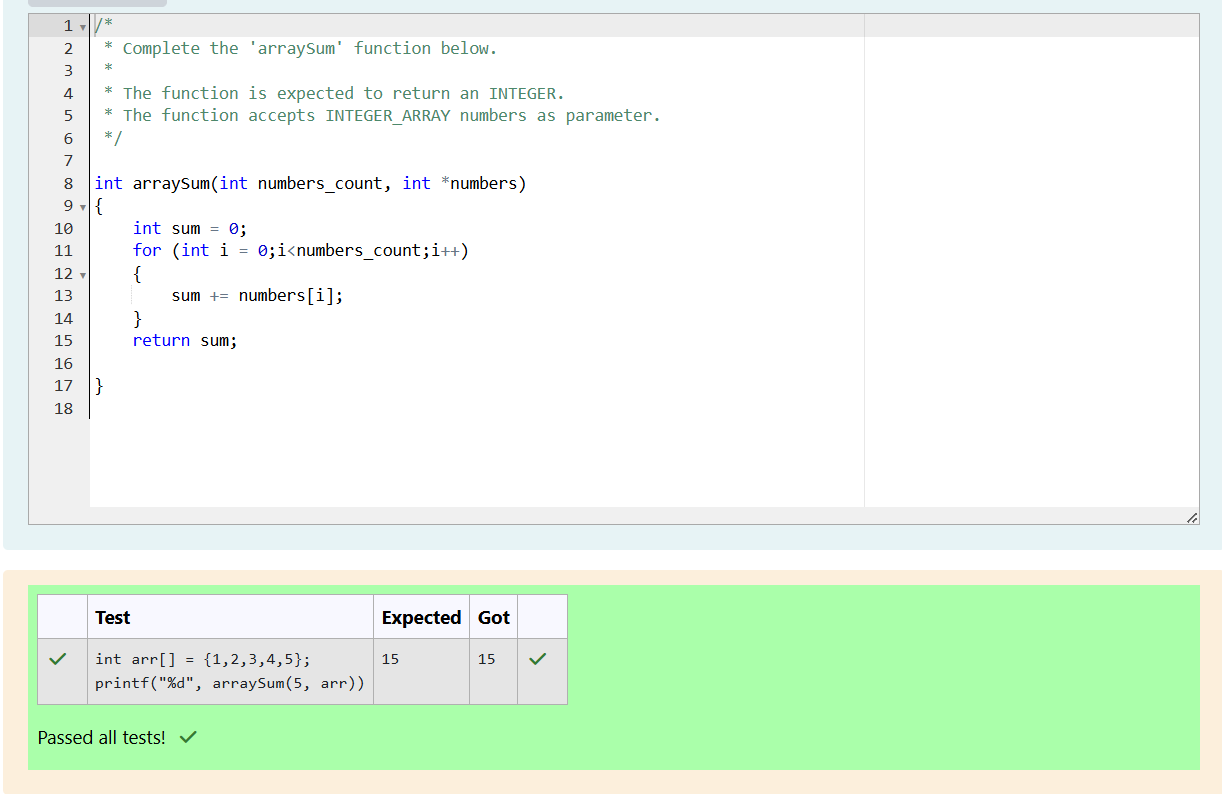 1 /*
2  * Complete the 'arraySum' function below.
3  *
4  * The function is expected to return an INTEGER.
5  * The function accepts INTEGER_ARRAY numbers as parameter.
6  */
7
8 int arraySum(int numbers_count, int *numbers)
9 {
10     int sum = 0;
11     for (int i = 0;i<numbers_count;i++)
12     {
13         sum += numbers[i];
14     }
15     return sum;
16
17 }
18
Test Expected Got
int arr[] = {1,2,3,4,5}; 15 15
printf("%d", arraySum(5, arr))
Passed all tests!